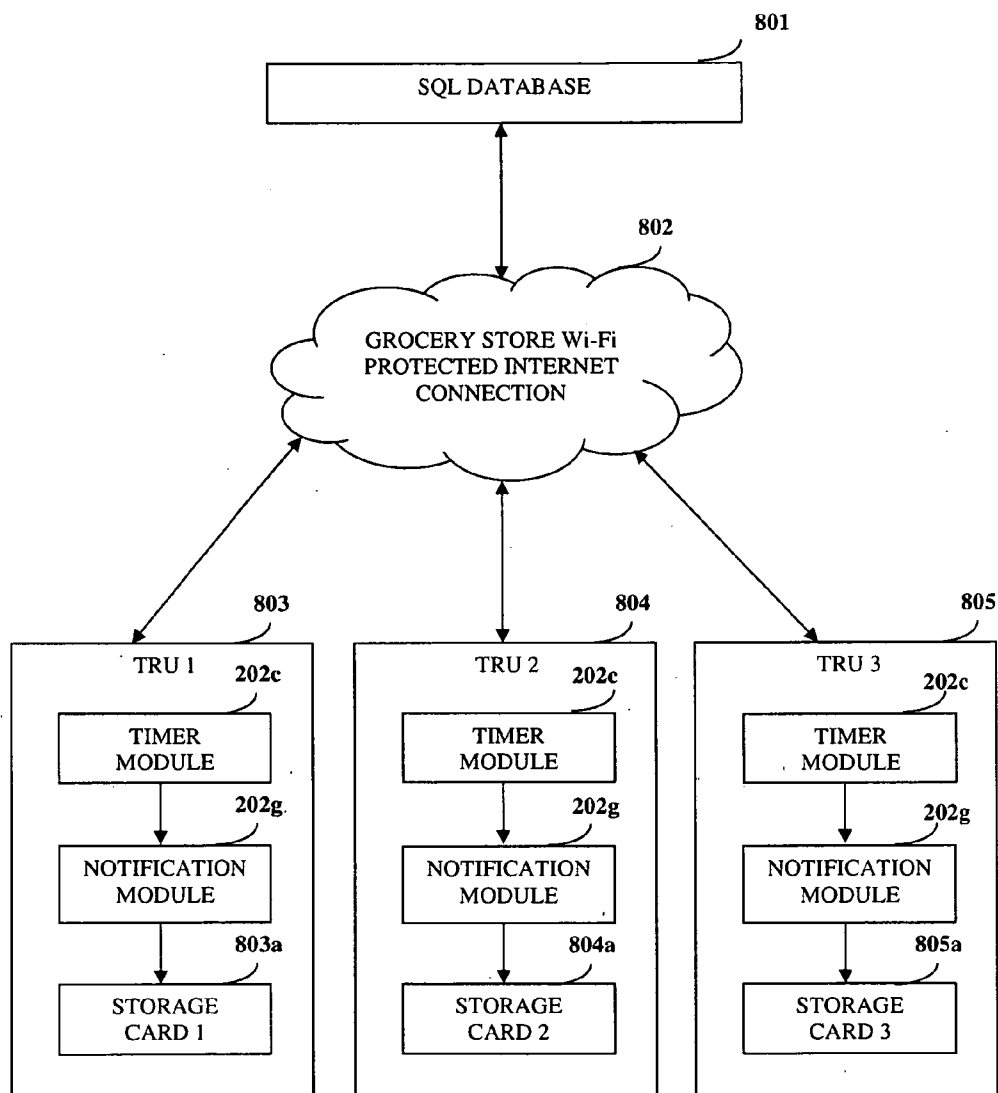 801
SQL DATABASE
802
GROCERY STORE Wi-Fi
PROTECTED INTERNET
CONNECTION
803
TRU 1
202c
TIMER
MODULE
202g
NOTIFICATION
MODULE
803a
STORAGE
CARD 1
804
TRU 2
202c
TIMER
MODULE
202g
NOTIFICATION
MODULE
804a
STORAGE
CARD 2
805
TRU 3
202c
TIMER
MODULE
202g
NOTIFICATION
MODULE
805a
STORAGE
CARD 3